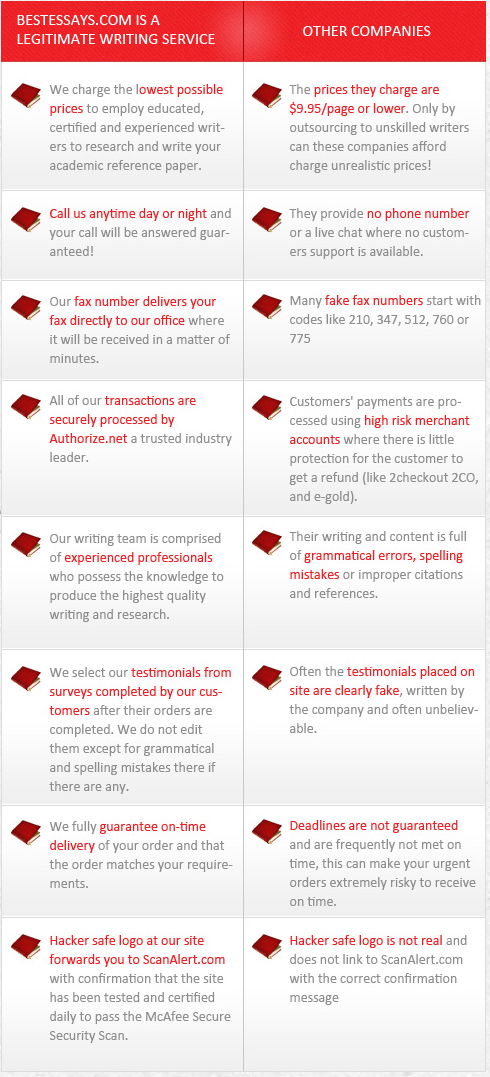 BESTESSAYS.COM IS A
LEGITIMATE WRITING SERVICE
OTHER COMPANIES
We charge the lowest possible
prices to employ educated,
certified and experienced writ-
ers to research and write your
academic reference paper.
The prices they charge are
$9.95/page or lower. Only by
outsourcing to unskilled writers
can these companies afford
charge unrealistic prices!
Call us anytime day or night and
your call will be answered guar-
anteed!
They provide no phone number
or a live chat where no custom-
ers support is available.
Our fax number delivers your
fax directly to our office where
it will be received in a matter of
minutes.
Many fake fax numbers start with
codes like 210, 347, 512, 760 or
775
All of our transactions are
securely processed by
Authorize.net a trusted industry
leader.
Customers' payments are pro-
cessed using high risk merchant
accounts where there is little
protection for the customer to
get a refund (like 2checkout 2CO,
and e-gold).
Our writing team is comprised
of experienced professionals
who possess the knowledge to
produce the highest quality
writing and research.
Their writing and content is full
of grammatical errors, spelling
mistakes or improper citations
and references.
We select our testimonials from
surveys completed by our cus-
tomers after their orders are
completed. We do not edit
them except for grammatical
and spelling mistakes there if
there are any.
Often the testimonials placed on
site are clearly fake, written by
the company and often unbeliev-
able.
We fully guarantee on-time
delivery of your order and that
the order matches your require-
ments.
Deadlines are not guaranteed
and are frequently not met on
time, this can make your urgent
orders extremely risky to receive
on time.
Hacker safe logo at our site
forwards you to ScanAlert.com
with confirmation that the site
has been tested and certified
daily to pass the McAfee Secure
Security Scan.
Hacker safe logo is not real and
does not link to ScanAlert.com
with the correct confirmation
message